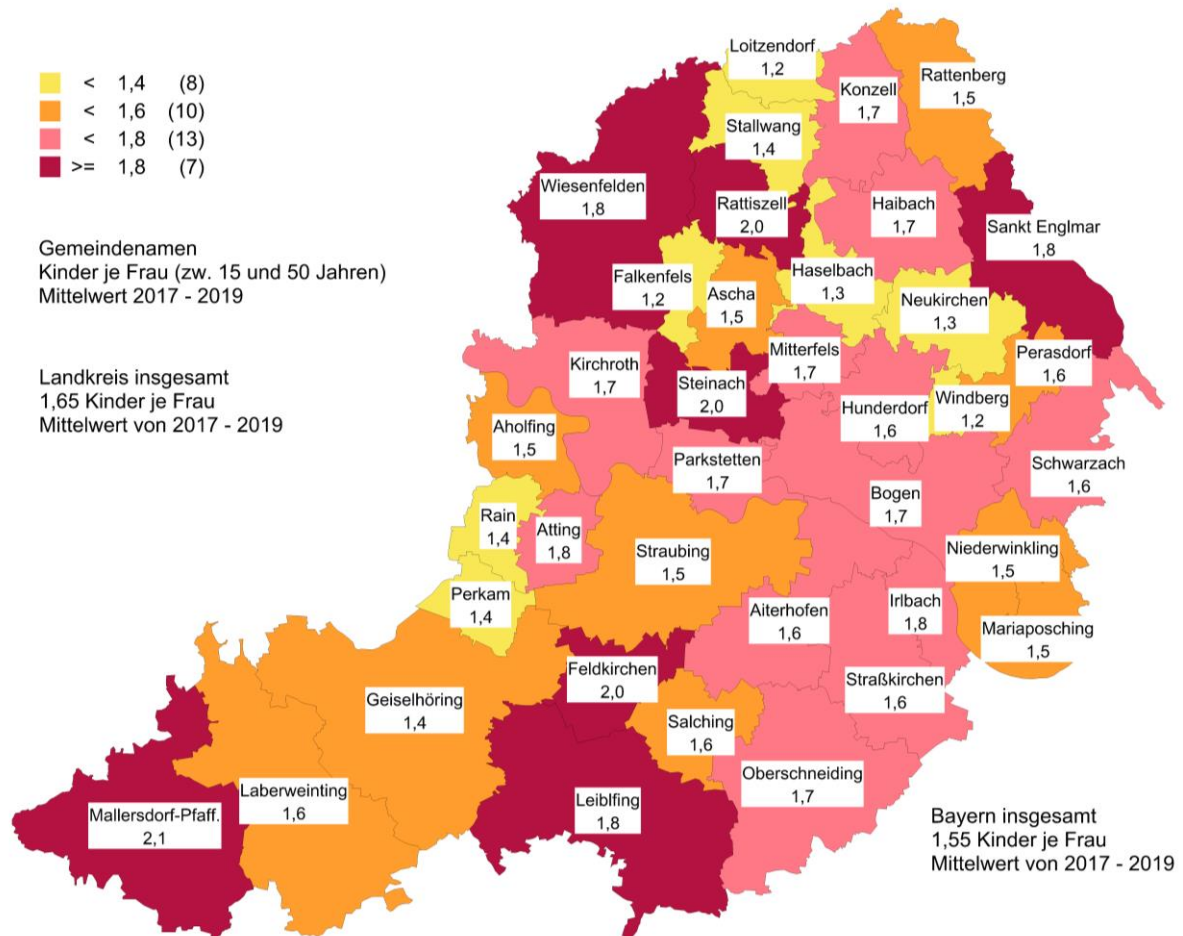 < 1,4 (8)
< 1,6 (10)
< 1,8 (13)
>= 1,8 (7)
Gemeindenamen
Kinder je Frau (zw. 15 und 50 Jahren)
Mittelwert 2017 - 2019
Landkreis insgesamt
1,65 Kinder je Frau
Mittelwert von 2017 - 2019
Loitzendorf
1,2
Konzell
1,7
Rattenberg
1,5
Stallwang
1,4
Wiesenfelden
1,8
Rattiszell
2,0
Haibach
1,7
Sankt Englmar
1,8
Falkenfels
1,2
Ascha
1,5
Haselbach
1,3
Neukirchen
1,3
Kirchroth
1,7
Steinach
2,0
Mitterfels
1,7
Perasdorf
1,6
Hunderdorf
1,6
Windberg
1,2
Aholfing
1,5
Parkstetten
1,7
Schwarzach
1,6
Bogen
1,7
Rain
1,4
Atting
1,8
Straubing
1,5
Niederwinkling
1,5
Perkam
1,4
Aiterhofen
1,6
Irlbach
1,8
Mariaposching
1,5
Feldkirchen
2,0
Straßkirchen
1,6
Geiselhöring
1,4
Salching
1,6
Oberschneiding
1,7
Laberweinting
1,6
Leiblfing
1,8
Mallersdorf-Pfaff.
2,1
Bayern insgesamt
1,55 Kinder je Frau
Mittelwert von 2017 - 2019